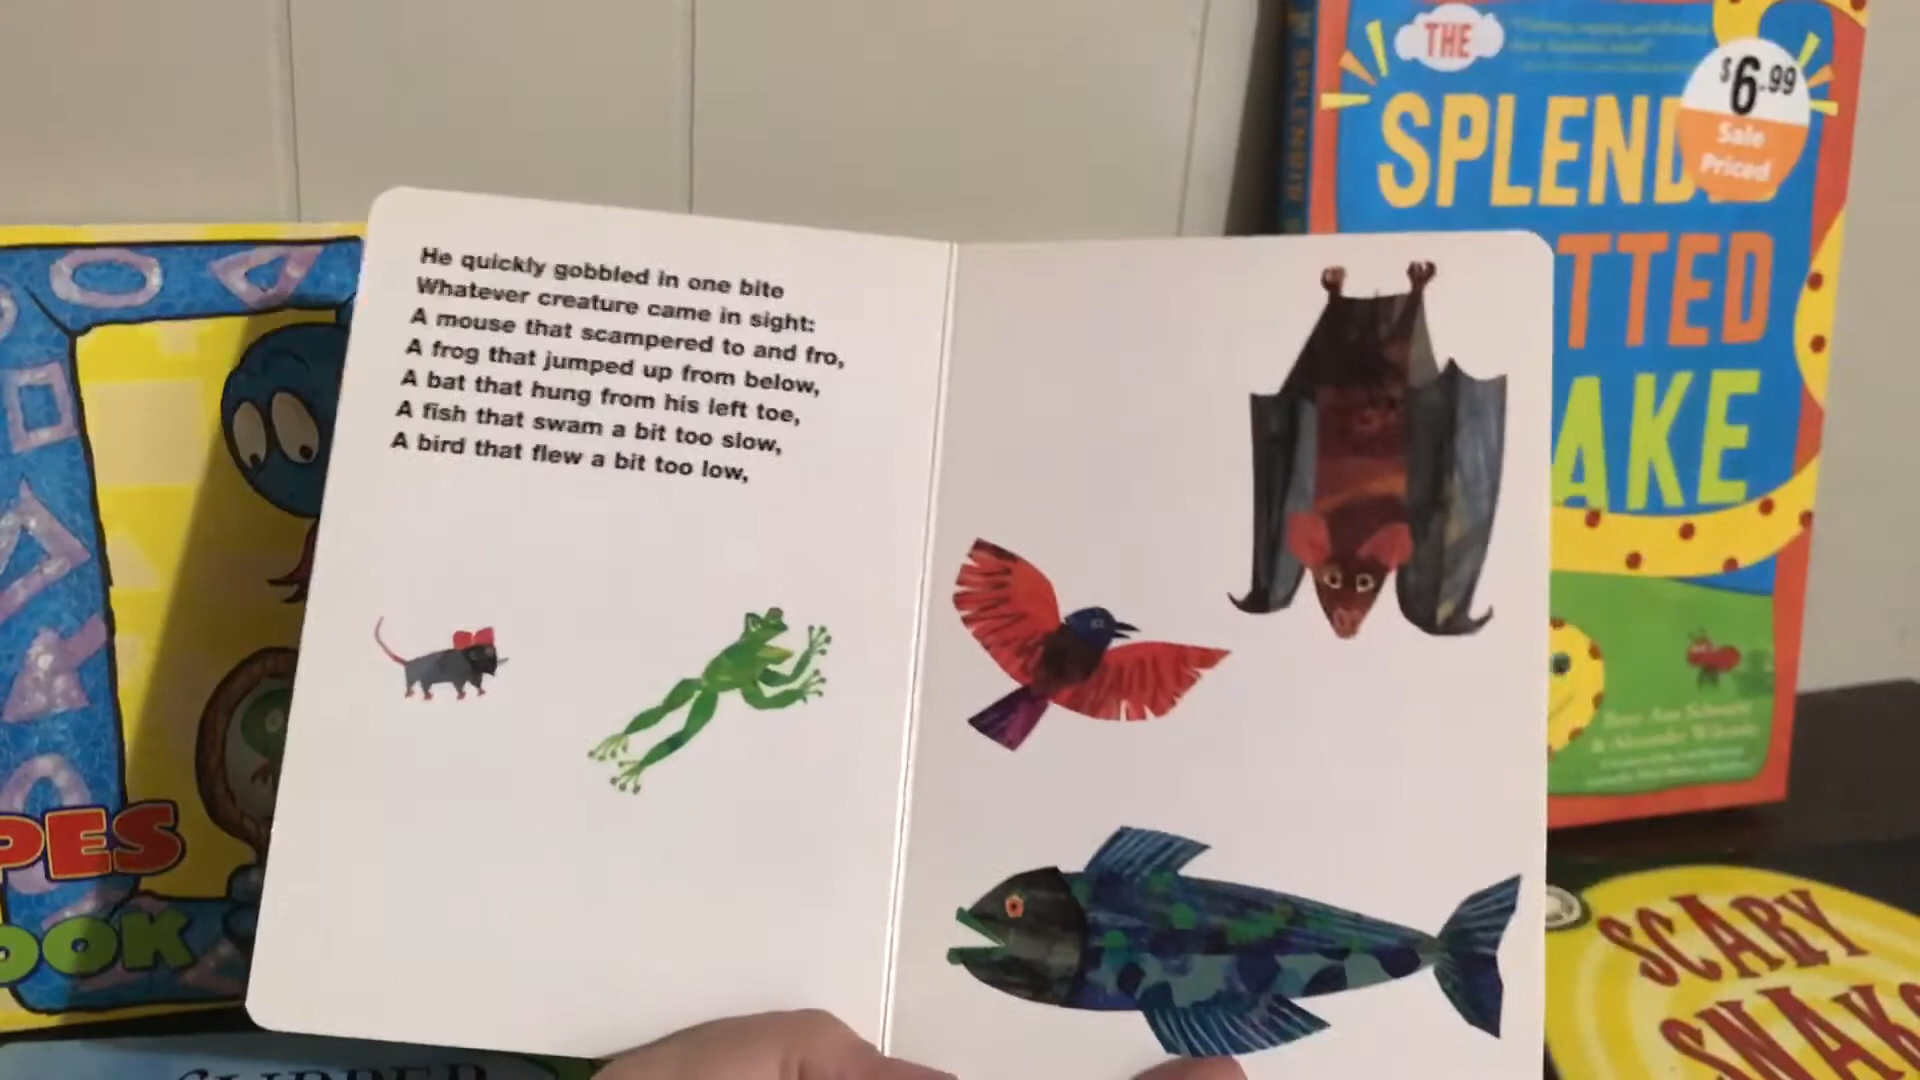 He quickly gobbled in one bite
Whatever creature came in sight:
A mouse that scampered to and fro,
A frog that jumped up from below,
A bat that hung from his left toe,
A fish that swam a bit too slow,
A bird that flew a bit too low,
THE
SPLEND
TTED
AKE
$6.99
Sale
Priced
PES
OOK
SCARY
SNAK